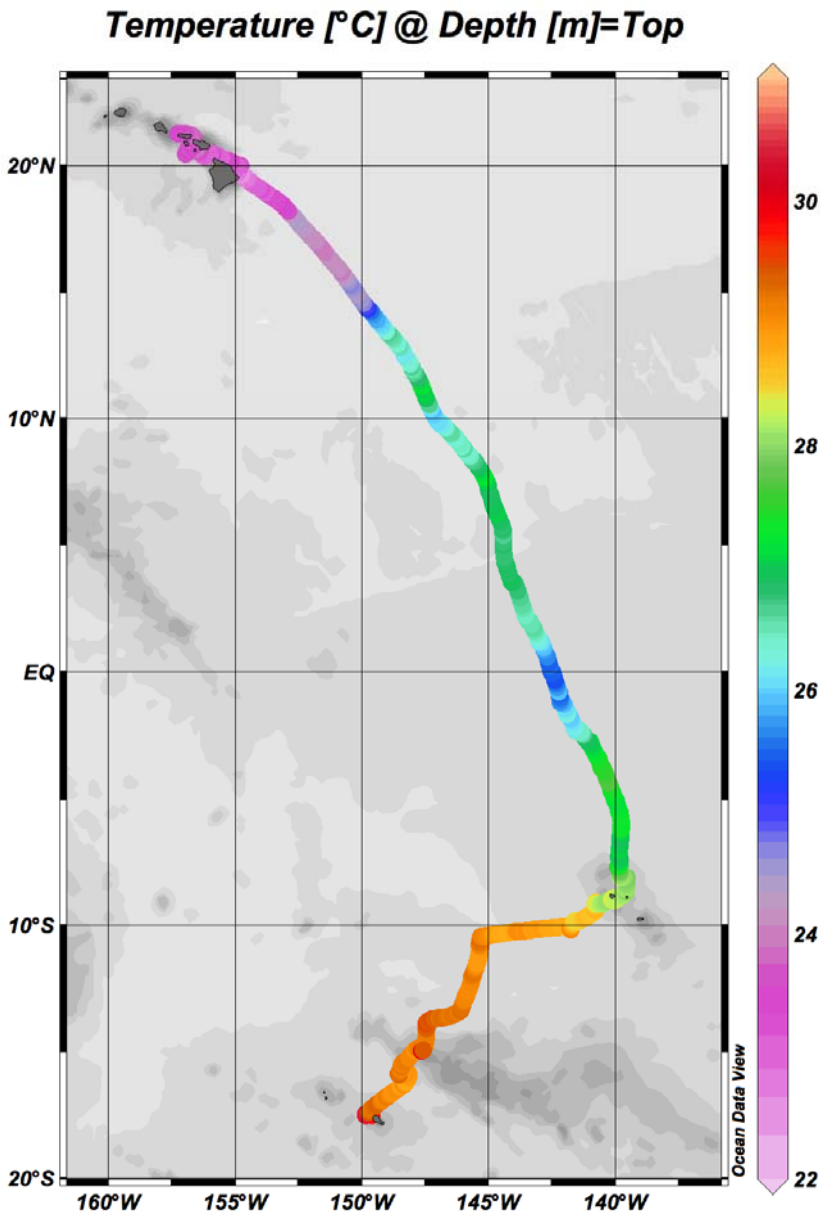 Temperature [°C] @ Depth [m]=Top
20°N
10°N
EQ
10°S
20°S
160°W
155°W
150°W
145°W
140°W
30
28
26
24
22
Ocean Data View